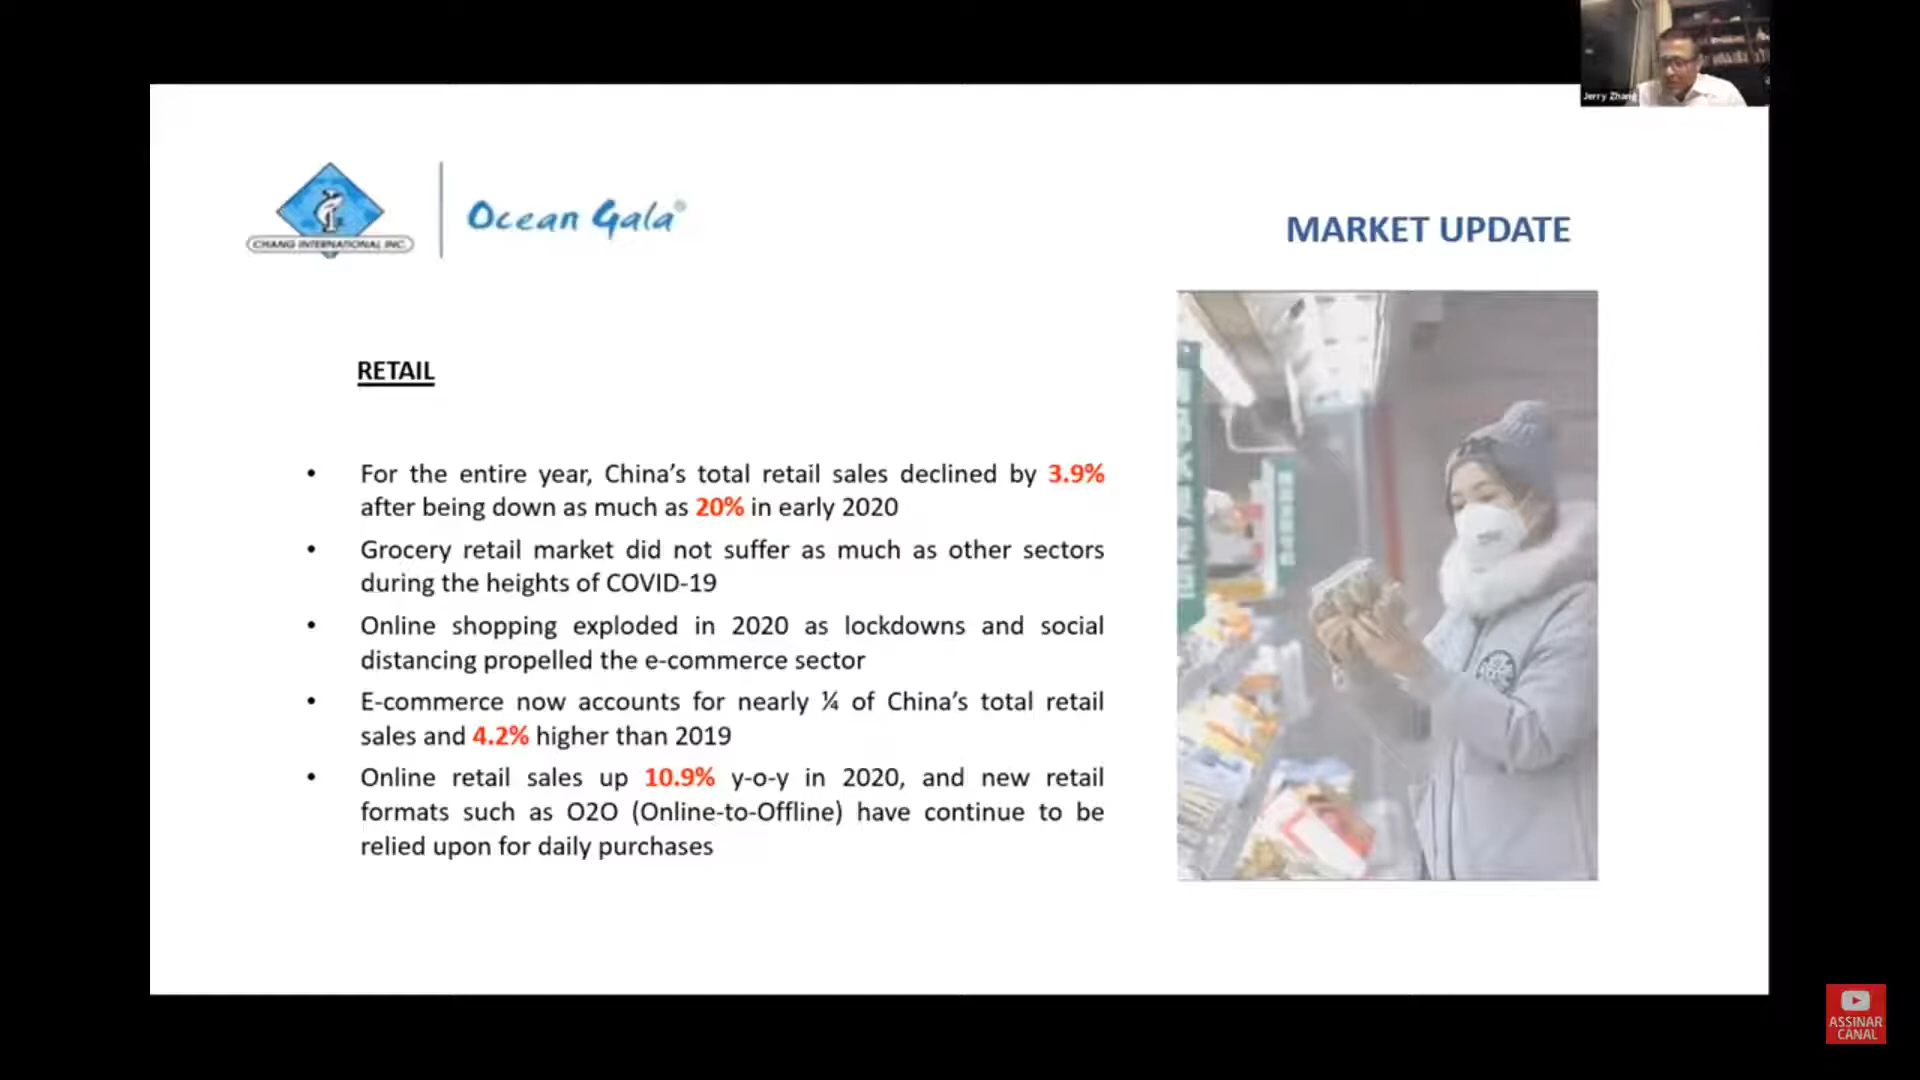 Jerry Zhang
CHANG INTERNATIONAL INC.
Ocean Gala®
MARKET UPDATE
RETAIL
• For the entire year, China’s total retail sales declined by 3.9%
after being down as much as 20% in early 2020
• Grocery retail market did not suffer as much as other sectors
during the heights of COVID-19
• Online shopping exploded in 2020 as lockdowns and social
distancing propelled the e-commerce sector
• E-commerce now accounts for nearly ¼ of China’s total retail
sales and 4.2% higher than 2019
• Online retail sales up 10.9% y-o-y in 2020, and new retail
formats such as O2O (Online-to-Offline) have continue to be
relied upon for daily purchases
ASSINAR
CANAL